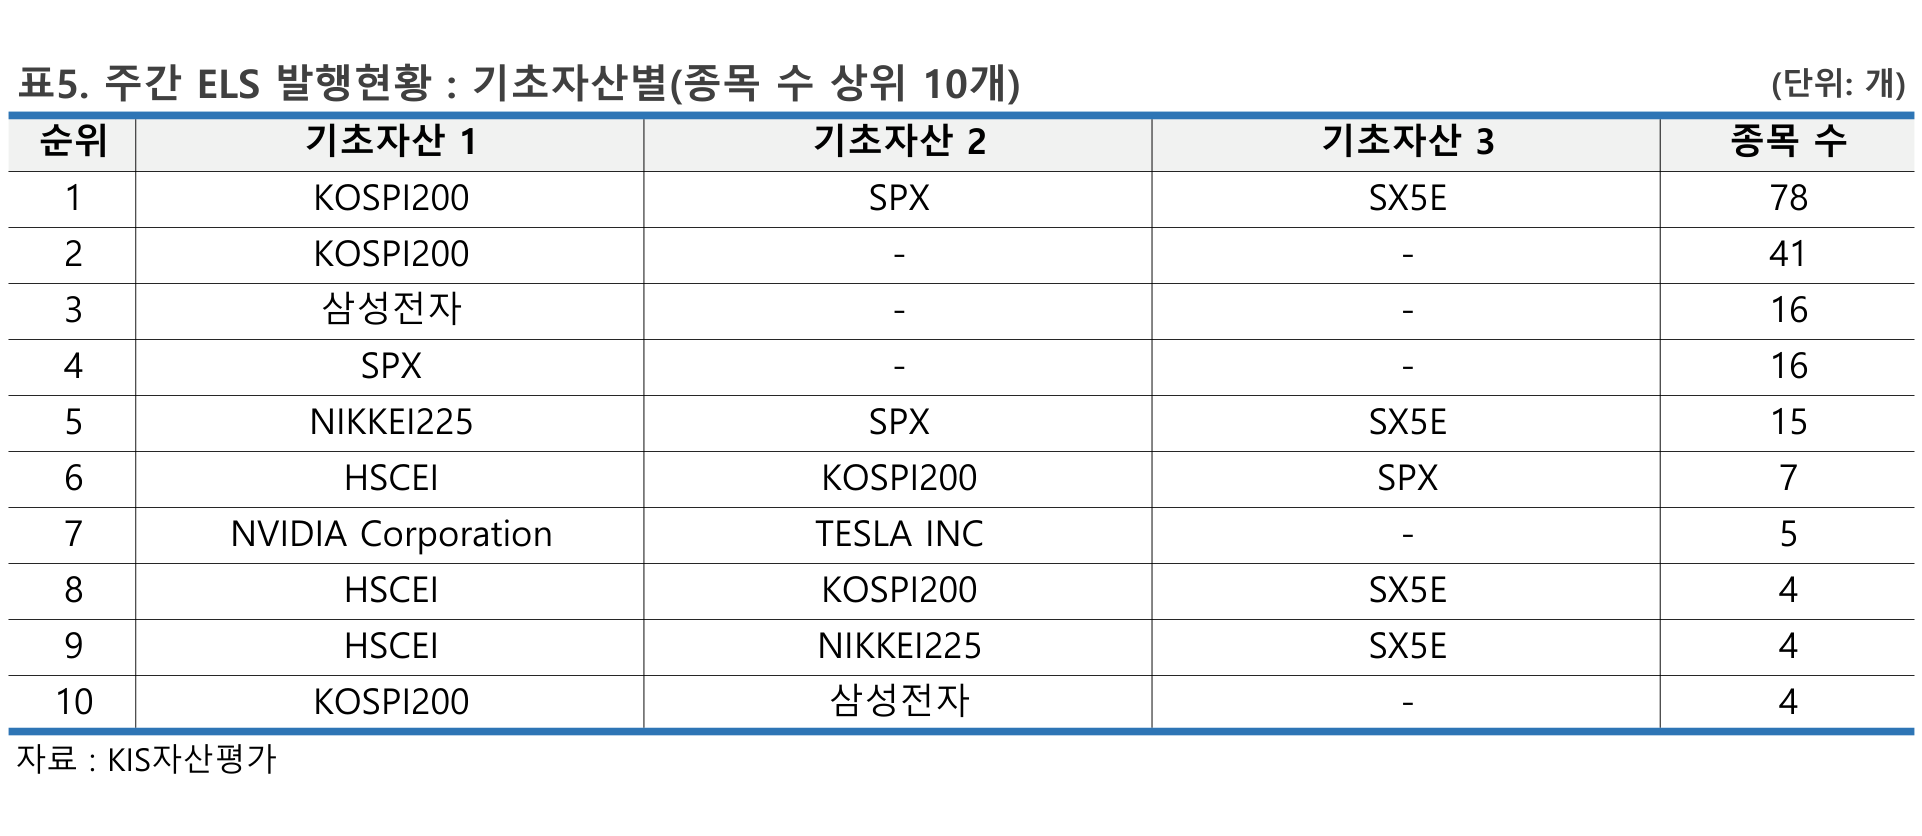 표5. 주간 ELS 발행현황 : 기초자산별(종목 수 상위 10개) (단위: 개)
순위 기초자산 1 기초자산 2 기초자산 3 종목 수
1 KOSPI200 SPX SX5E 78
2 KOSPI200 - - 41
3 삼성전자 - - 16
4 SPX - - 16
5 NIKKEI225 SPX SX5E 15
6 HSCEI KOSPI200 SPX 7
7 NVIDIA Corporation TESLA INC - 5
8 HSCEI KOSPI200 SX5E 4
9 HSCEI NIKKEI225 SX5E 4
10 KOSPI200 삼성전자 - 4
자료 : KIS자산평가